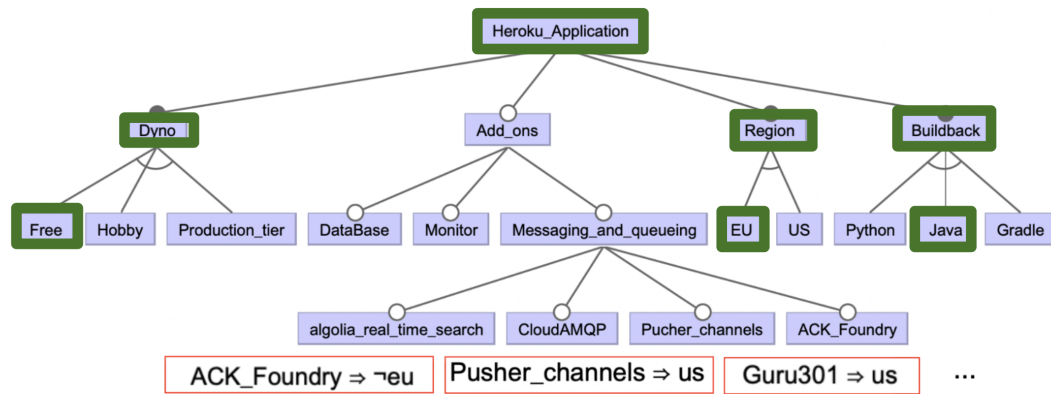 Heroku_Application
Dyno Add_ons Region Buildback
Free Hobby Production_tier DataBase Monitor Messaging_and_queueing EU US Python Java Gradle
algolia_real_time_search CloudAMQP Pucher_channels ACK_Foundry
ACK_Foundry ⇒ ¬eu Pusher_channels ⇒ us Guru301 ⇒ us ...